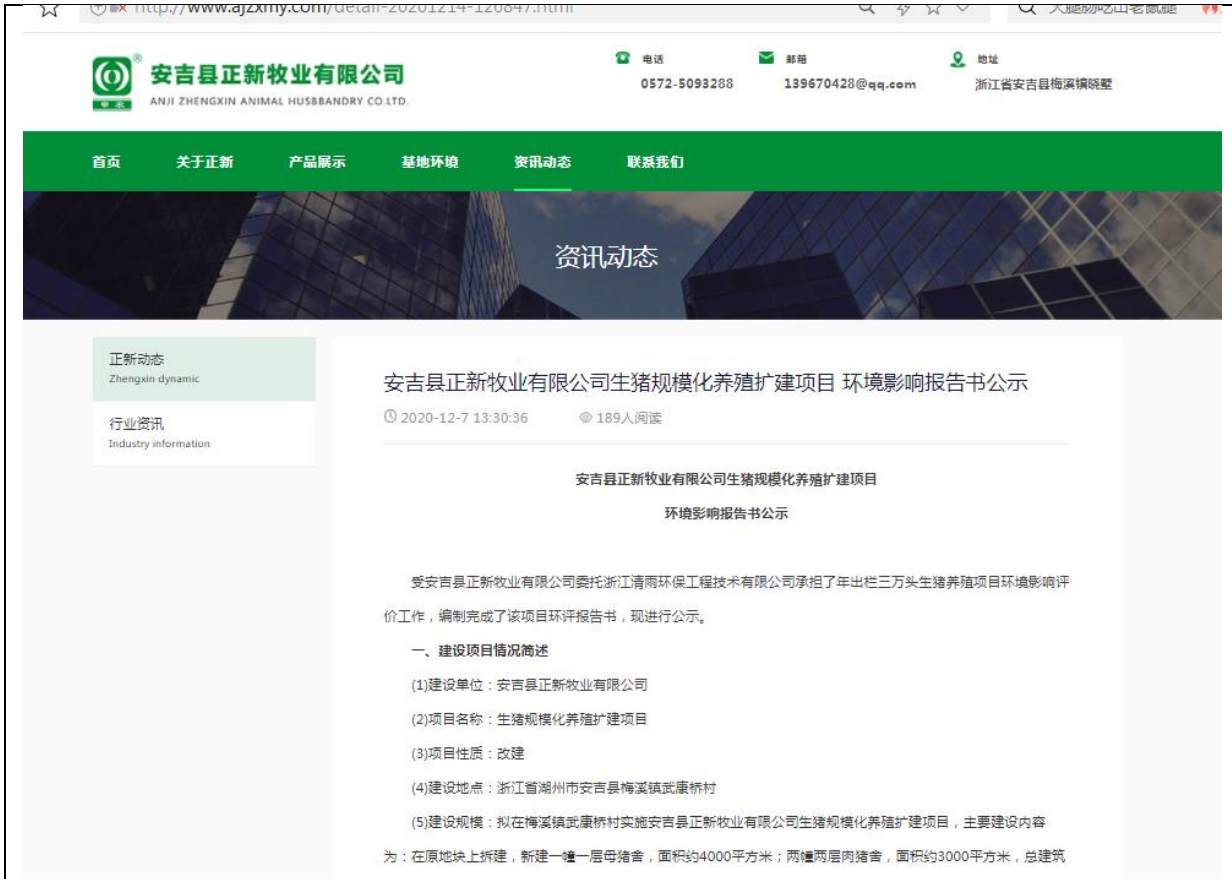 http://www.ajzxmy.com/detail-20201214-126847.html
安吉县正新牧业有限公司
ANJI ZHENGXIN ANIMAL HUSBBANDRY CO.LTD.
电话
0572-5093288
邮箱
139670428@qq.com
地址
浙江省安吉县梅溪镇晓墅
首页 关于正新 产品展示 基地环境 资讯动态 联系我们
资讯动态
正新动态
Zhengxin dynamic
行业资讯
Industry information
安吉县正新牧业有限公司生猪规模化养殖扩建项目 环境影响报告书公示
2020-12-7 13:30:36 189人阅读
安吉县正新牧业有限公司生猪规模化养殖扩建项目
环境影响报告书公示
受安吉县正新牧业有限公司委托浙江清雨环保工程技术有限公司承担了年出栏三万头生猪养殖项目环境影响评
价工作，编制完成了该项目环评报告书，现进行公示。
一、建设项目情况简述
(1)建设单位：安吉县正新牧业有限公司
(2)项目名称：生猪规模化养殖扩建项目
(3)项目性质：改建
(4)建设地点：浙江省湖州市安吉县梅溪镇武康桥村
(5)建设规模：拟在梅溪镇武康桥村实施安吉县正新牧业有限公司生猪规模化养殖扩建项目，主要建设内容
为：在原地块上拆建，新建一幢一层母猪舍，面积约4000平方米；两幢两层肉猪舍，面积约3000平方米，总建筑